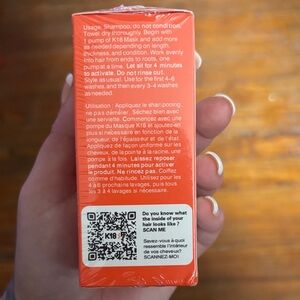 Usage: Shampoo, do not condition.
Towel dry thoroughly. Begin with
1 pump of K18 Mask and add more
as needed depending on length,
thickness, and condition. Work evenly
into hair from ends to roots, one
pump at a time. Let sit for 4 minutes
to activate. Do not rinse out.
Style as usual. Use for the first 4-6
washes, and then every 3-4 washes
as needed.
Utilisation : Appliquez le shampooing,
ne pas démêler. Séchez bien avec
une serviette. Commencez avec une
pompe du Masque K18 et ajoutez-en
plus si nécessaire en fonction de la
longueur, de l'épaisseur et de l'état.
Appliquez de façon uniforme sur les
cheveux, de la pointe à la racine, une
pompe à la fois. Laissez reposer
pendant 4 minutes pour activer
le produit. Ne rincez pas. Coiffez
comme d'habitude. Utilisez pour les
4 à 6 prochains lavages, puis tous
les 3 à 4 lavages si nécessaire.
K18
Do you know what
the inside of your
hair looks like ?
SCAN ME
Savez-vous à quoi
ressemble l'intérieur
de vos cheveux?
SCANNEZ-MOI